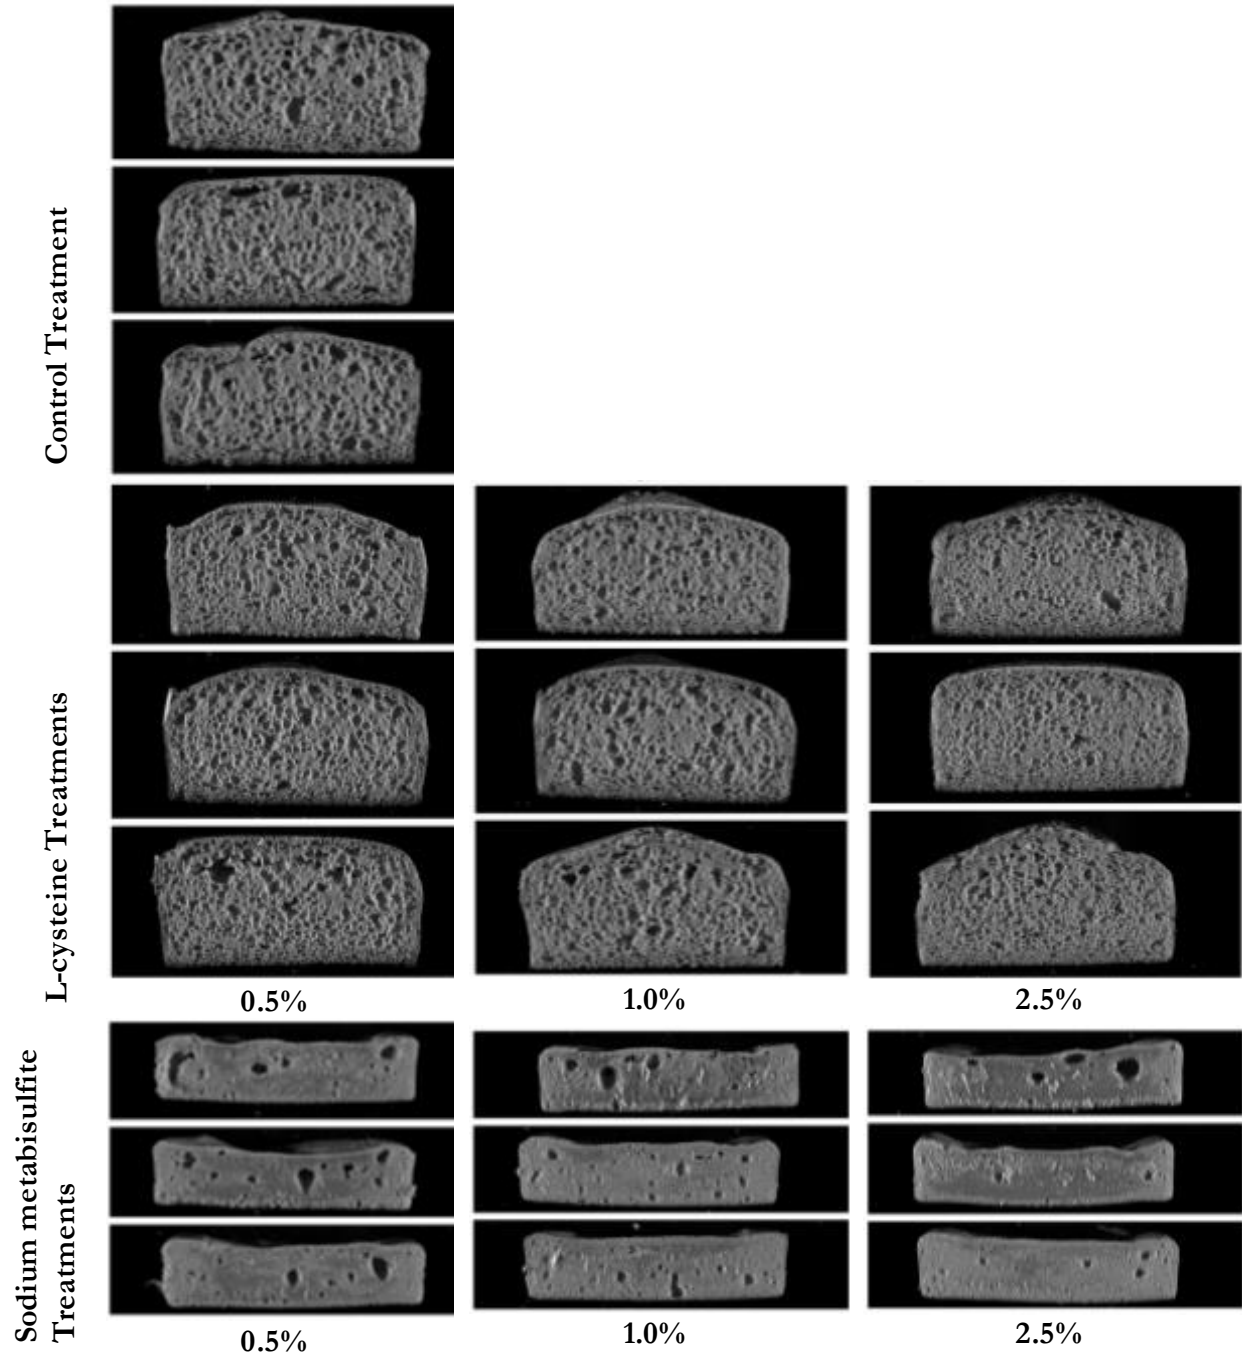 Control Treatment
L-cysteine Treatments
0.5%
1.0%
2.5%
Sodium metabisulfite
Treatments
0.5%
1.0%
2.5%